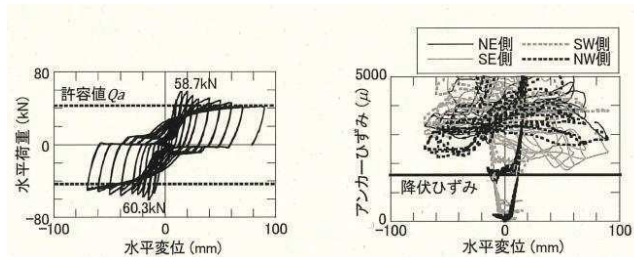 80
許容値Qa
58.7kN
0
60.3kN
-80
-100
0
100
水平荷重 (kN)
水平変位 (mm)
NE側
SW側
SE側
NW側
5000
降伏ひずみ
0
-100
0
100
アンカーひずみ (μ)
水平変位 (mm)